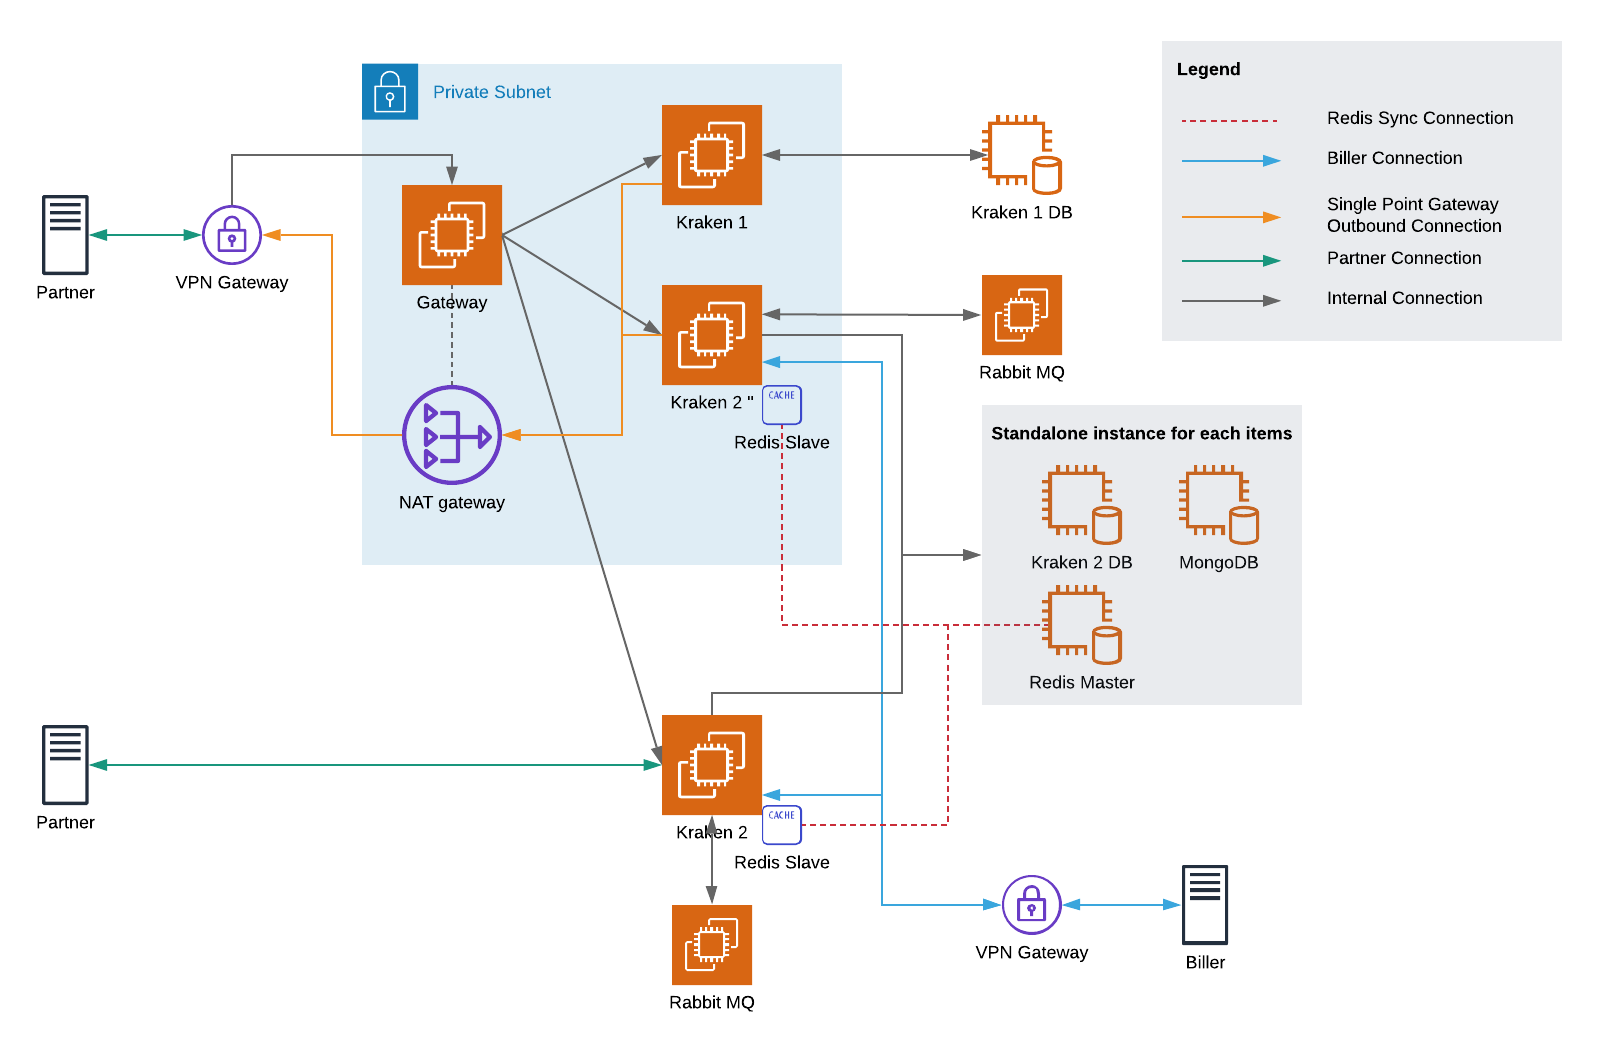 Private Subnet
Legend
Redis Sync Connection
Biller Connection
Single Point Gateway
Outbound Connection
Partner Connection
Internal Connection
Kraken 1
Kraken 1 DB
Partner
VPN Gateway
Gateway
Rabbit MQ
Kraken 2 "
CACHE
Redis Slave
NAT gateway
Standalone instance for each items
Kraken 2 DB
MongoDB
Redis Master
Partner
Kraken 2
CACHE
Redis Slave
VPN Gateway
Biller
Rabbit MQ